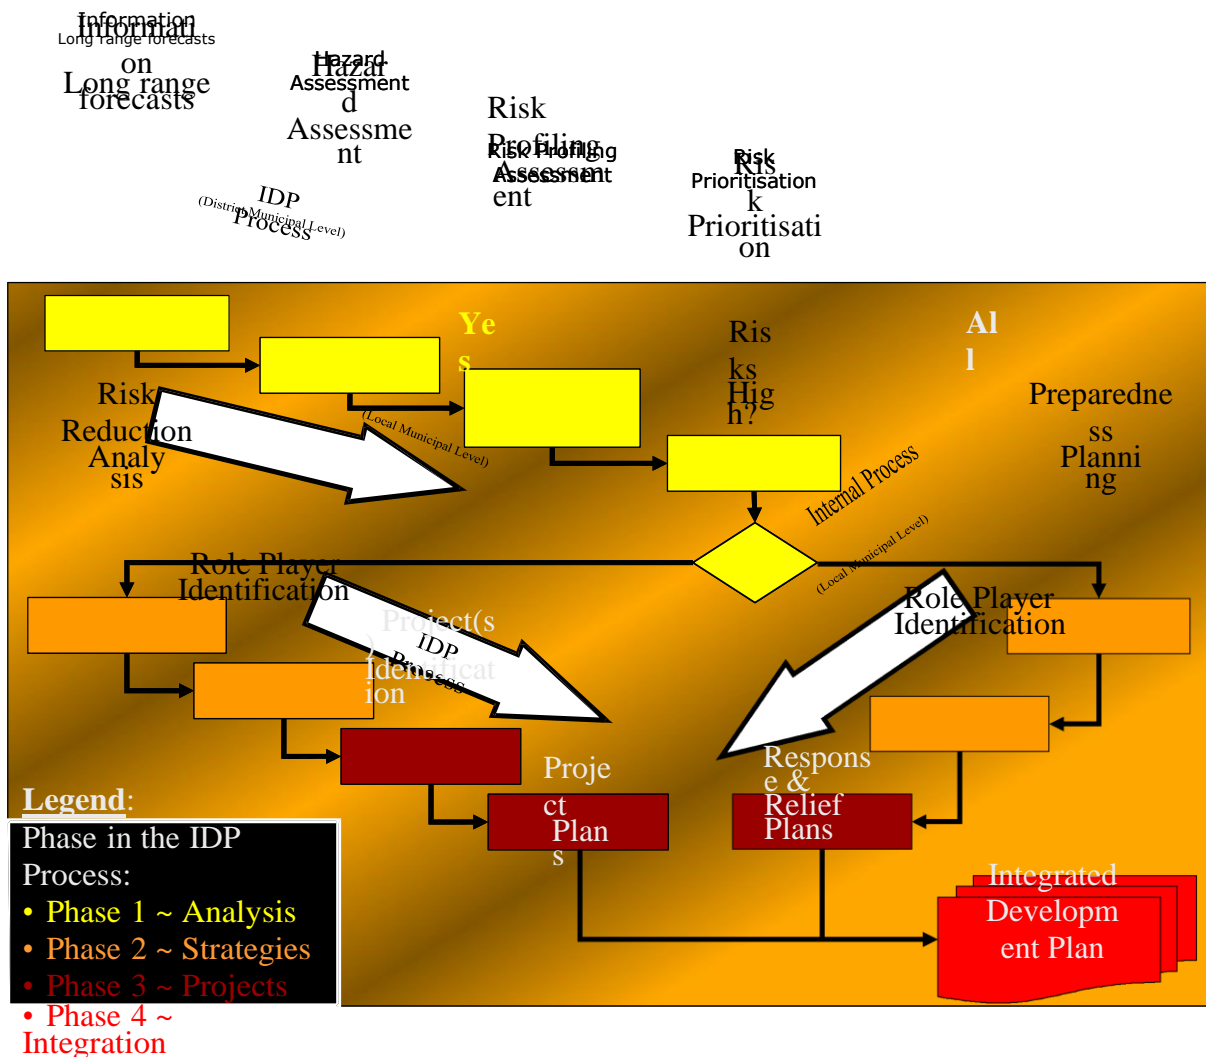 Information
Long range forecasts
Informati
on
Long range
forecasts
Hazard
Assessment
Hazar
d
Assessme
nt
Risk
Profiling
Assessm
ent
Risk Profiling
Assessment
Risk
Prioritisation
Ris
k
Prioritisati
on
IDP
Process
(District Municipal Level)
Ye
s
Ris
ks
Hig
h?
Al
l
Risk
Reduction
Analy
sis
(Local Municipal Level)
Preparedne
ss
Planni
ng
Internal Process
(Local Municipal Level)
Role Player
Identification
Role Player
Identification
Project(s
)
Identificat
ion
IDP
Process
Proje
ct
Plan
s
Respons
e &
Relief
Plans
Legend:
Phase in the IDP
Process:
• Phase 1 ~ Analysis
• Phase 2 ~ Strategies
• Phase 3 ~ Projects
• Phase 4 ~
Integration
Integrated
Developm
ent Plan